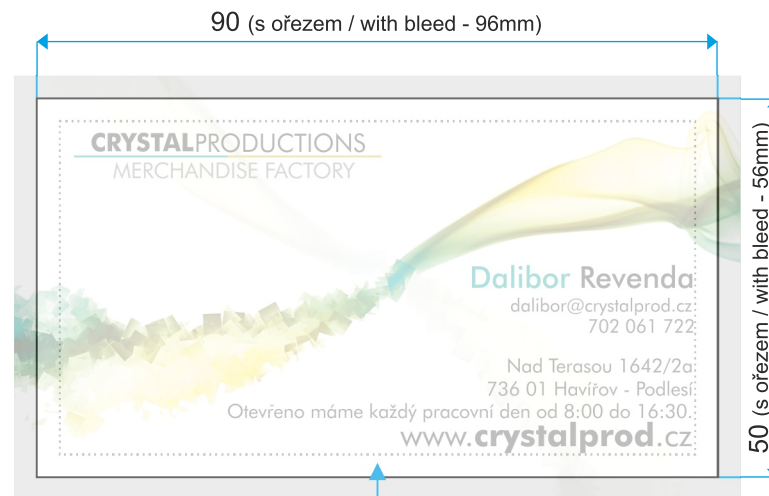 90 (s ořezem / with bleed - 96mm)
CRYSTALPRODUCTIONS
MERCHANDISE FACTORY
Dalibor Revenda
dalibor@crystalprod.cz
702 061 722
Nad Terasou 1642/2a
736 01 Havířov - Podlesí
Otevřeno máme každý pracovní den od 8:00 do 16:30.
www.crystalprod.cz
50 (s ořezem / with bleed - 56mm)